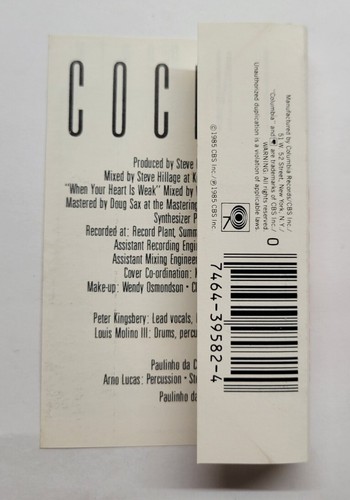 COC
Produced by Steve
Mixed by Steve Hillage at K
"When Your Heart Is Weak" Mixed by
Mastered by Doug Sax at the Mastering
Synthesizer P
Recorded at: Record Plant, Summ
Assistant Recording Engin
Assistant Mixing Engine
Cover Co-ordination:
Make-up: Wendy Osmondson • C
Peter Kingsbery: Lead vocals,
Louis Molino III: Drums, percu
Paulinho da C
Arno Lucas: Percussion • Ste
Paulinho da
Manufactured by Columbia Records/CBS Inc./
51 W. 52 Street, New York, N.Y./
"Columbia" and are trademarks of CBS Inc./
WARNING: All rights reserved.
Unauthorized duplication is a violation of applicable laws.
© 1985 CBS Inc./℗ 1985 CBS Inc.
0
7464-39582-4